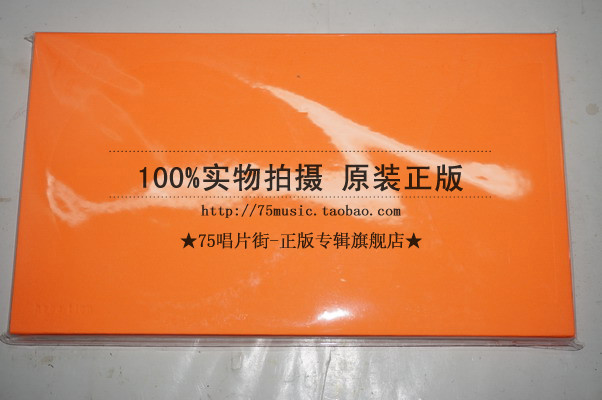 100%实物拍摄 原装正版
http://75music.taobao.com
★75唱片街-正版专辑旗舰店★